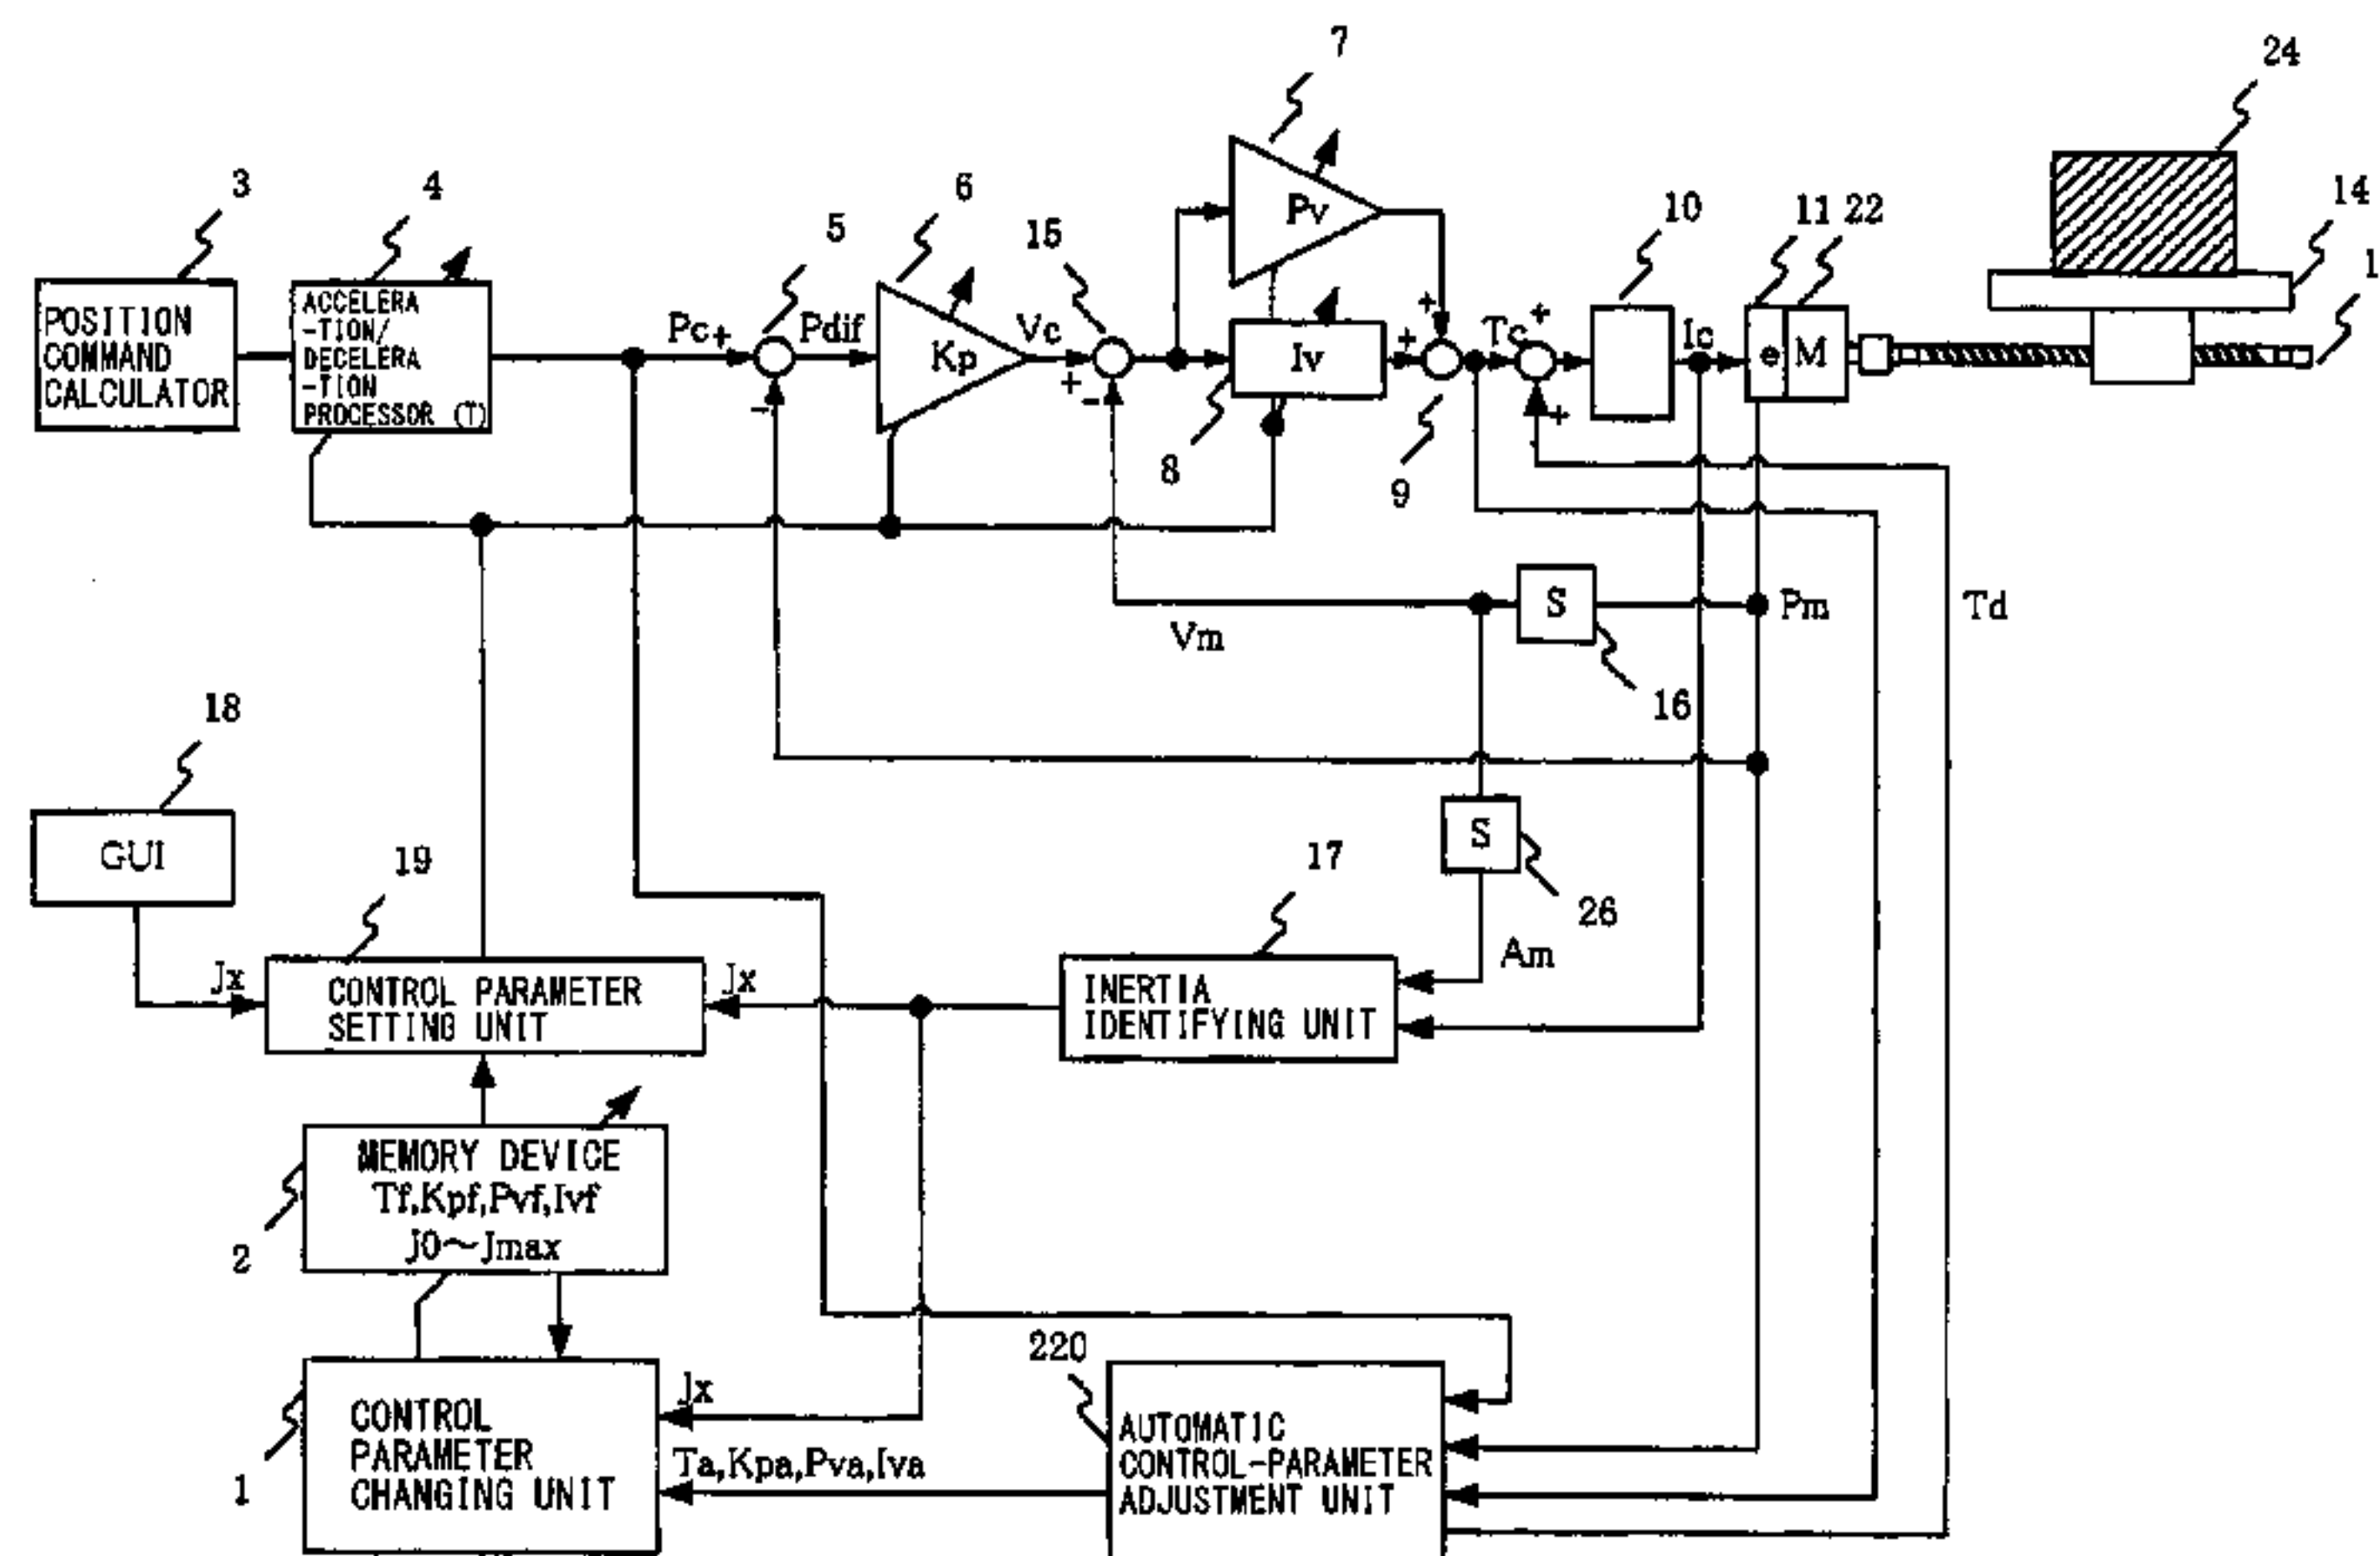 7
24
3
4
5
6
15
10
11
22
14
1
POSITION
COMMAND
CALCULATOR
ACCELERA
-TION/
DECELERA
-TION
PROCESSOR (T)
Pc
+
-
Pdif
Kp
Vc
+
-
Pv
Iv
8
+
+
9
Tc
+
+
Ic
e
M
S
16
Pm
Td
Vm
18
GUI
19
17
S
26
Am
Jx
CONTROL PARAMETER
SETTING UNIT
Jx
INERTIA
IDENTIFYING UNIT
MEMORY DEVICE
Tf,Kpf,Pvf,Ivf
J0～Jmax
2
220
CONTROL
PARAMETER
CHANGING UNIT
1
Jx
Ta,Kpa,Pva,Iva
AUTOMATIC
CONTROL-PARAMETER
ADJUSTMENT UNIT